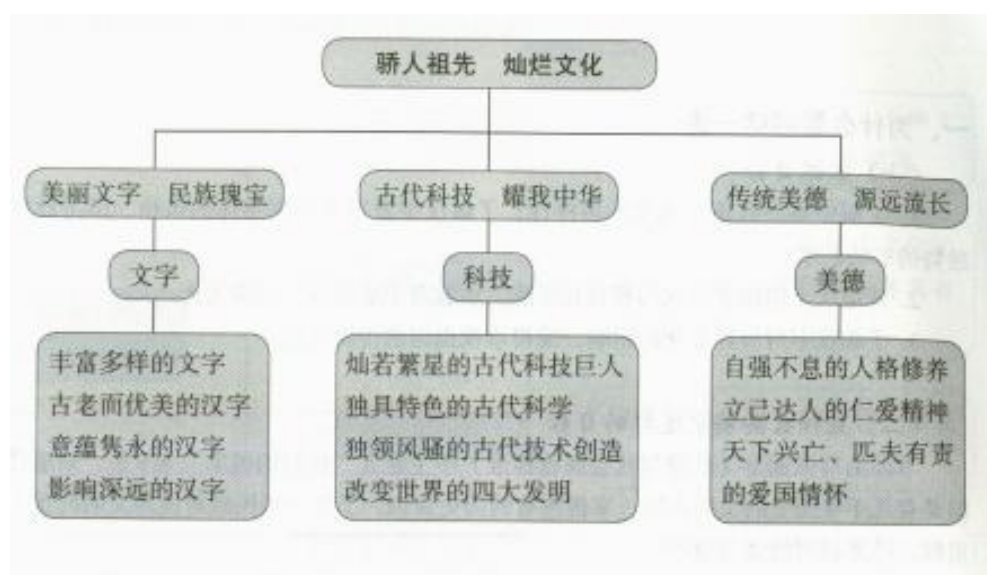 骄人祖先 灿烂文化
美丽文字 民族瑰宝
古代科技 耀我中华
传统美德 源远流长
文字
科技
美德
丰富多样的文字
古老而优美的汉字
意蕴隽永的汉字
影响深远的汉字
灿若繁星的古代科技巨人
独具特色的古代科学
独领风骚的古代技术创造
改变世界的四大发明
自强不息的人格修养
立己达人的仁爱精神
天下兴亡、匹夫有责
的爱国情怀